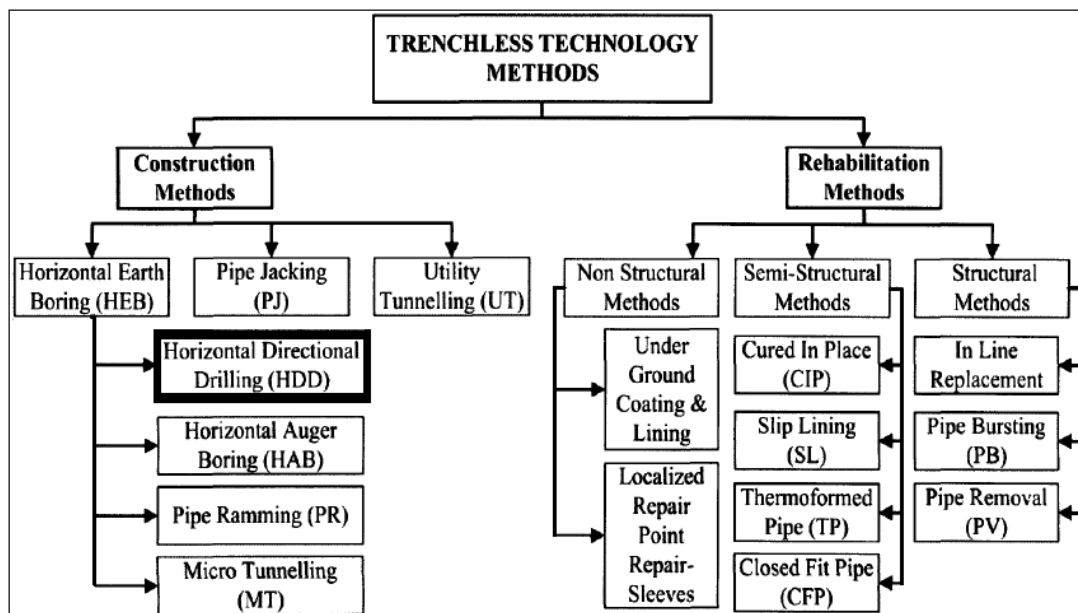 TRENCHLESS TECHNOLOGY
METHODS
Construction
Methods
Rehabilitation
Methods
Horizontal Earth
Boring (HEB)
Pipe Jacking
(PJ)
Utility
Tunnelling (UT)
Non Structural
Methods
Semi-Structural
Methods
Structural
Methods
Horizontal Directional
Drilling (HDD)
Horizontal Auger
Boring (HAB)
Pipe Ramming (PR)
Micro Tunnelling
(MT)
Under
Ground
Coating &
Lining
Localized
Repair
Point
Repair-
Sleeves
Cured In Place
(CIP)
Slip Lining
(SL)
Thermoformed
Pipe (TP)
Closed Fit Pipe
(CFP)
In Line
Replacement
Pipe Bursting
(PB)
Pipe Removal
(PV)